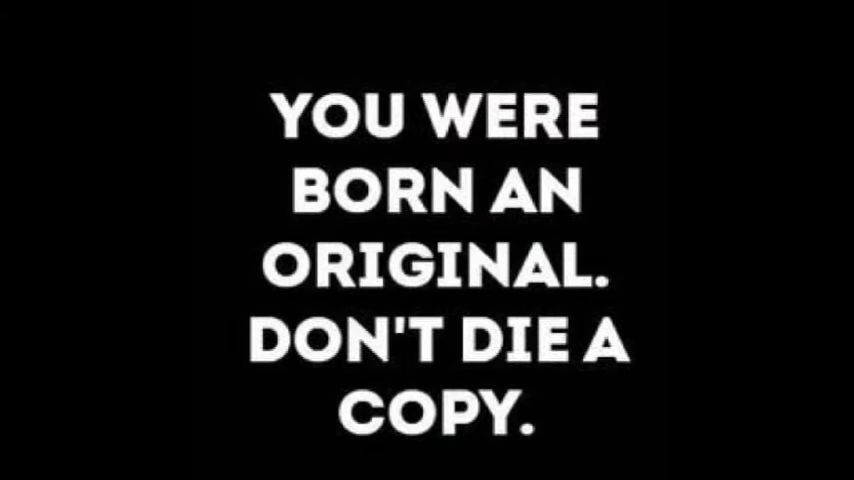 YOU WERE
BORN AN
ORIGINAL.
DON'T DIE A
COPY.